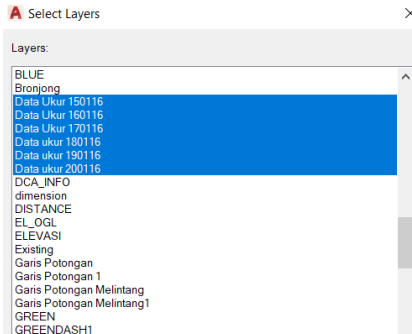 Select Layers
Layers:
BLUE
Bronjong
Data Ukur 150116
Data Ukur 160116
Data Ukur 170116
Data ukur 180116
Data ukur 190116
Data ukur 200116
DCA_INFO
dimension
DISTANCE
EL_OGL
ELEVASI
Existing
Garis Potongan
Garis Potongan 1
Garis Potongan Melintang
Garis Potongan Melintang1
GREEN
GREENDASH1